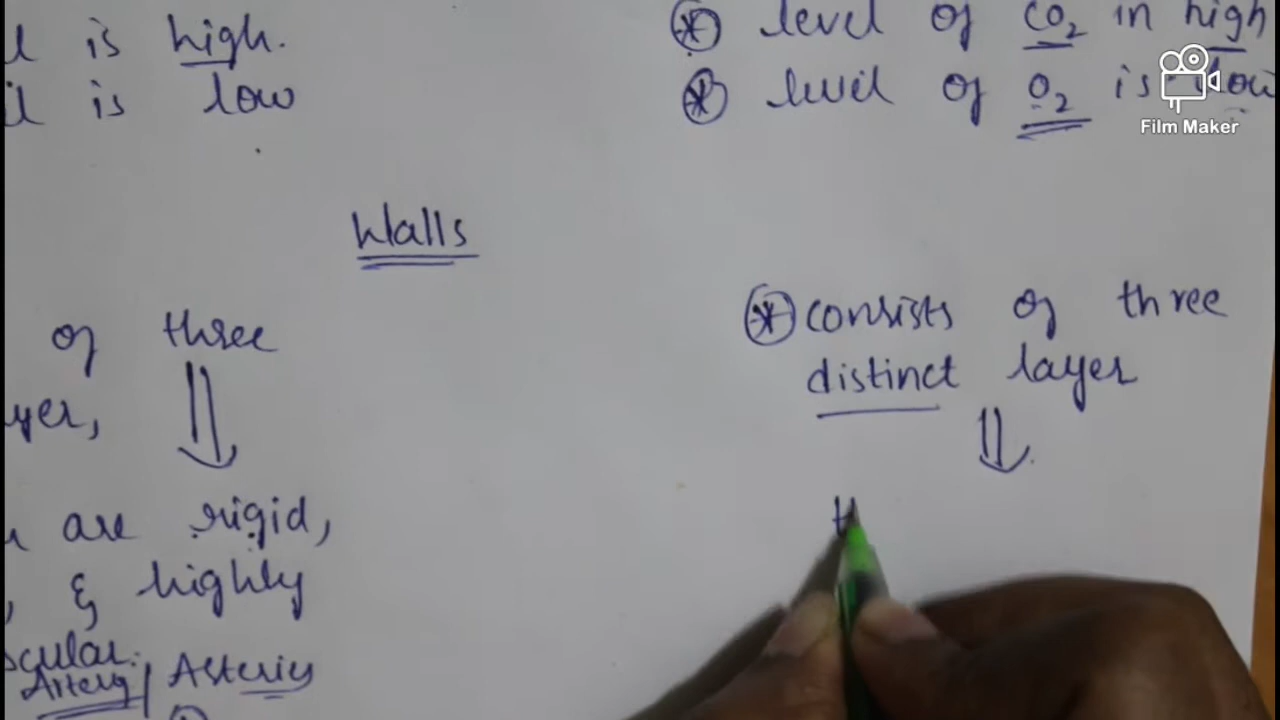 is high.
is low
level of CO2 in high
level of O2 is low
Film Maker
Walls
of three
consists of three
distinct layer
are rigid,
& highly
Artery / Arteries